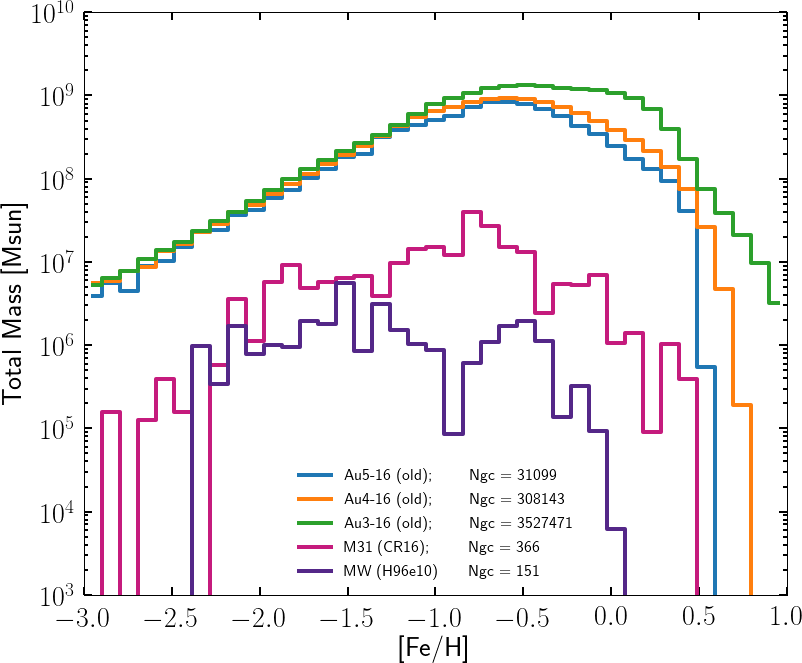 10^10
10^9
10^8
10^7
10^6
10^5
10^4
10^3
Total Mass [Msun]
Au5-16 (old); Ngc = 31099
Au4-16 (old); Ngc = 308143
Au3-16 (old); Ngc = 3527471
M31 (CR16); Ngc = 366
MW (H96e10) Ngc = 151
−3.0 −2.5 −2.0 −1.5 −1.0 −0.5 0.0 0.5 1.0
[Fe/H]